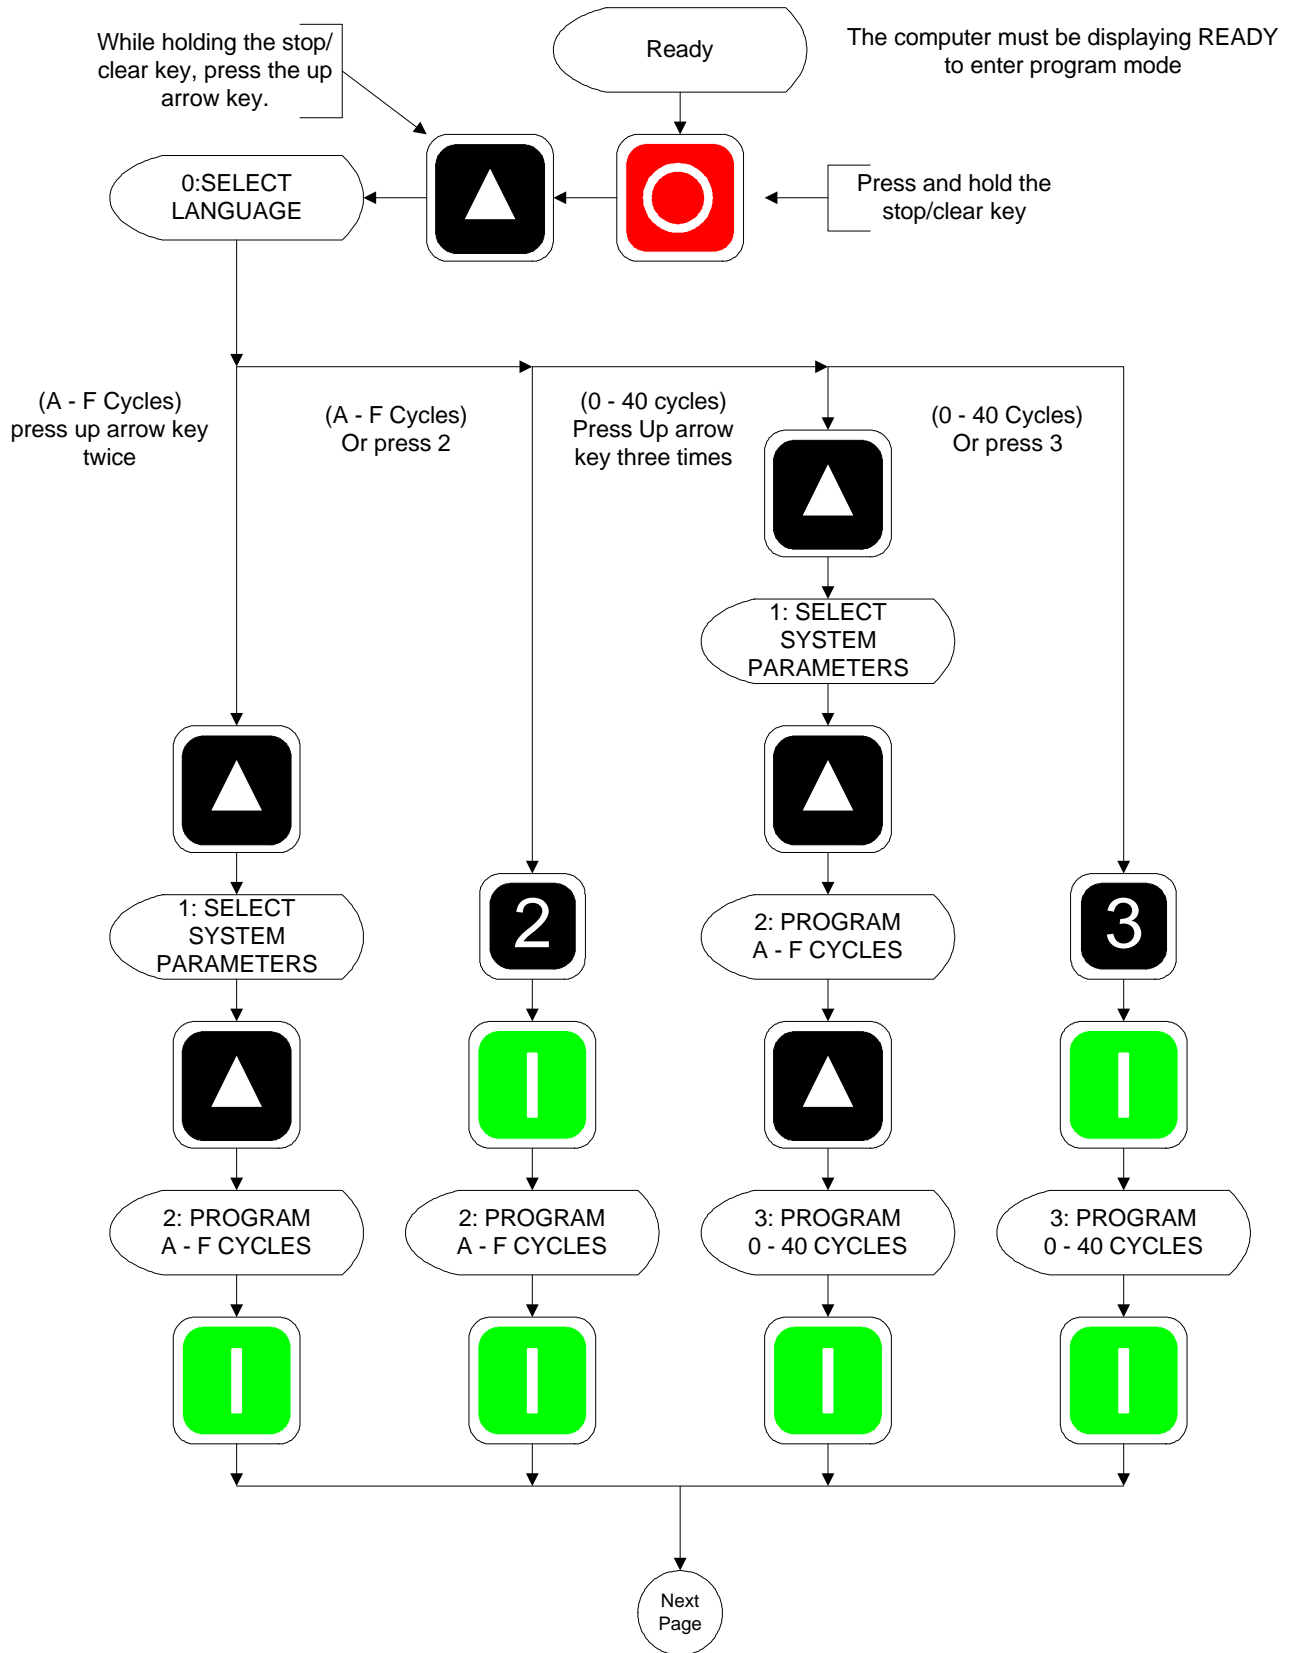 While holding the stop/
clear key, press the up
arrow key.
Ready
The computer must be displaying READY
to enter program mode
0:SELECT
LANGUAGE
Press and hold the
stop/clear key
(A - F Cycles)
press up arrow key
twice
(A - F Cycles)
Or press 2
(0 - 40 cycles)
Press Up arrow
key three times
(0 - 40 Cycles)
Or press 3
1: SELECT
SYSTEM
PARAMETERS
1: SELECT
SYSTEM
PARAMETERS
2
2: PROGRAM
A - F CYCLES
3
2: PROGRAM
A - F CYCLES
2: PROGRAM
A - F CYCLES
3: PROGRAM
0 - 40 CYCLES
3: PROGRAM
0 - 40 CYCLES
Next
Page